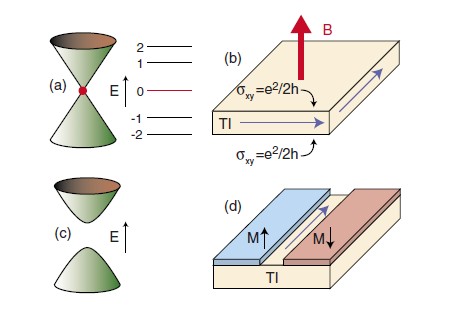 (a)
E
2
1
0
-1
-2
(b)
B
σxy=e²/2h
TI
σxy=e²/2h
(c)
E
(d)
M
M
TI